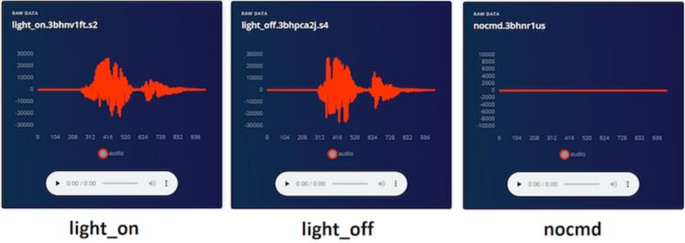 RAW DATA
light_on.3bhnv1ft.s2
30000
20000
10000
0
-10000
-20000
-30000
0 104 208 312 416 520 624 728 832 936
audio
0:00 / 0:00
light_on
RAW DATA
light_off.3bhpca2j.s4
30000
20000
10000
0
-10000
-20000
-30000
0 104 208 312 416 520 624 728 832 936
audio
0:00 / 0:00
light_off
RAW DATA
nocmd.3bhnr1us
10000
8000
6000
4000
2000
0
-2000
-4000
-6000
-8000
-10000
0 104 208 312 416 520 624 728 832 936
audio
0:00 / 0:00
nocmd